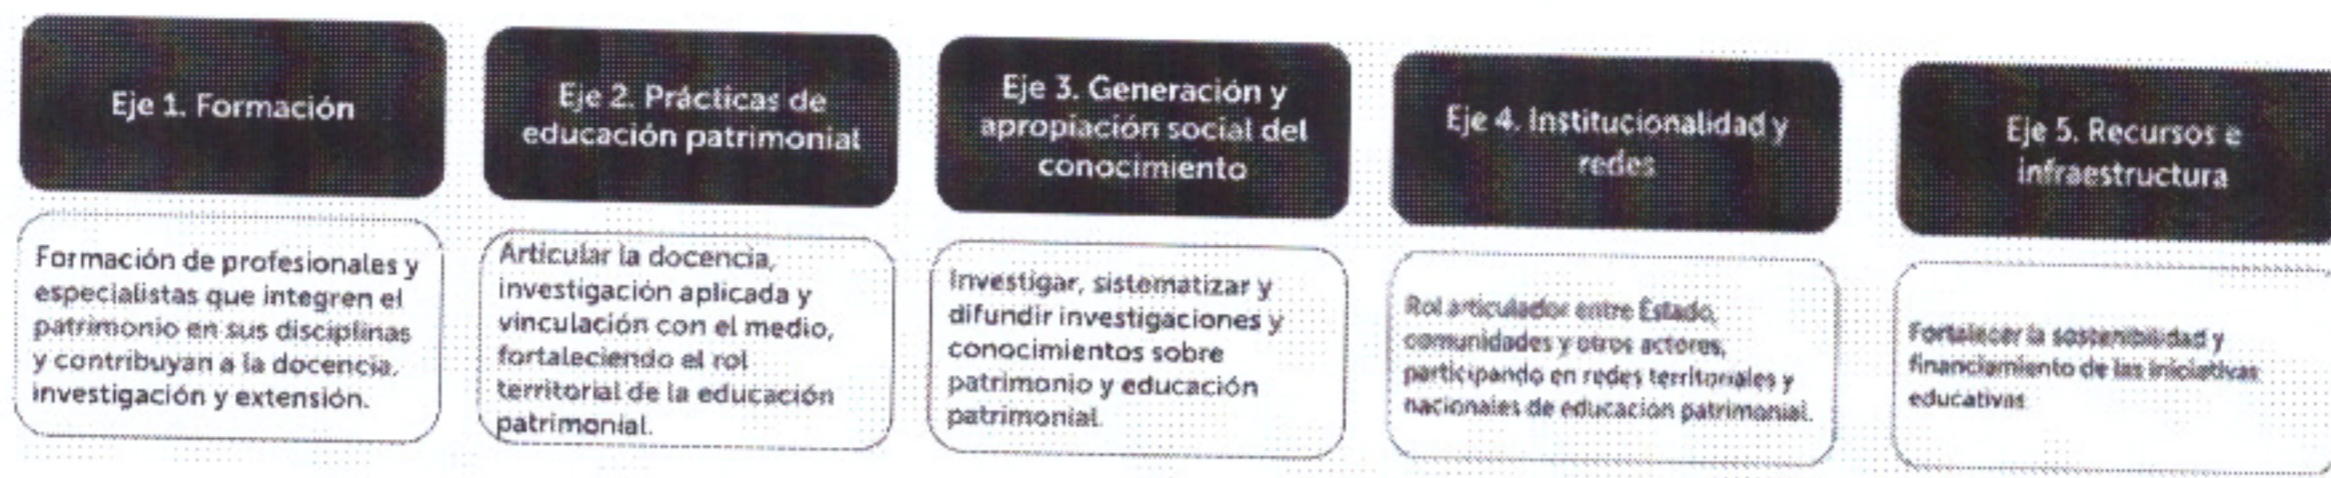 Eje 1. Formación
Formación de profesionales y
especialistas que integren el
patrimonio en sus disciplinas
y contribuyan a la docencia,
investigación y extensión.
Eje 2. Prácticas de
educación patrimonial
Articular la docencia,
investigación aplicada y
vinculación con el medio,
fortaleciendo el rol
territorial de la educación
patrimonial.
Eje 3. Generación y
apropiación social del
conocimiento
Investigar, sistematizar y
difundir investigaciones y
conocimientos sobre
patrimonio y educación
patrimonial.
Eje 4. Institucionalidad y
redes
Rol articulador entre Estado,
comunidades y otros actores,
participando en redes territoriales y
nacionales de educación patrimonial.
Eje 5. Recursos e
infraestructura
Fortalecer la sostenibilidad y
financiamiento de las iniciativas
educativas